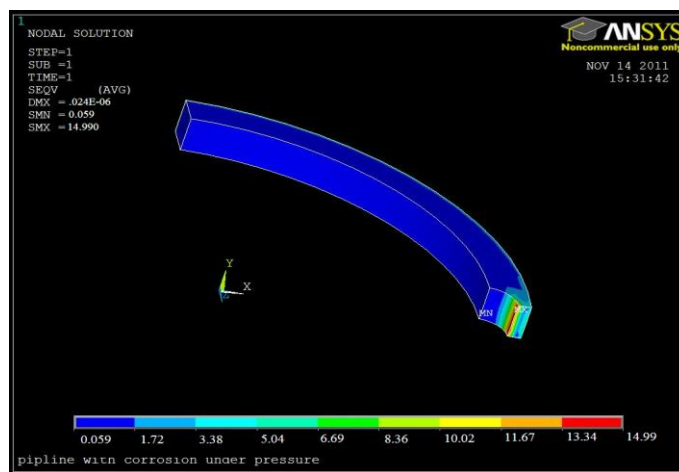 1
NODAL SOLUTION
STEP=1
SUB =1
TIME=1
SEQV (AVG)
DMX = .024E-06
SMN = 0.059
SMX = 14.990
ANSYS
Noncommercial use only
NOV 14 2011
15:31:42
Y
X
Z
MN
0.059 1.72 3.38 5.04 6.69 8.36 10.02 11.67 13.34 14.99
pipline with corrosion under pressure